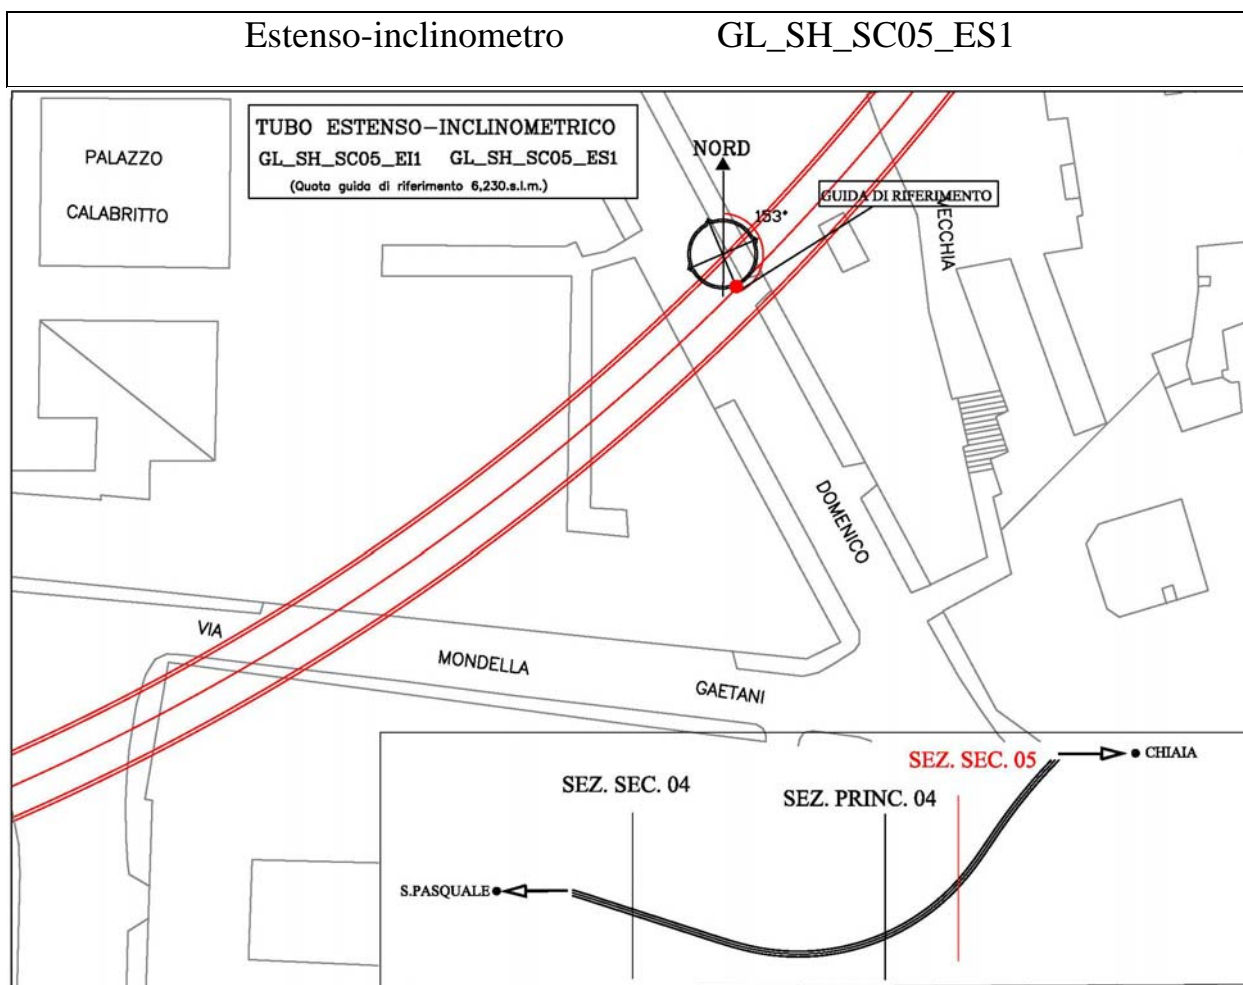 Estenso-inclinometro GL_SH_SC05_ES1
TUBO ESTENSO-INCLINOMETRICO
GL_SH_SC05_EI1 GL_SH_SC05_ES1
(Quota guida di riferimento 6,230.s.l.m.)
PALAZZO
CALABRITTO
NORD
153°
GUIDA DI RIFERIMENTO
VECCHIA
DOMENICO
VIA
MONDELLA
GAETANI
SEZ. SEC. 05
CHIAIA
SEZ. SEC. 04
SEZ. PRINC. 04
S.PASQUALE